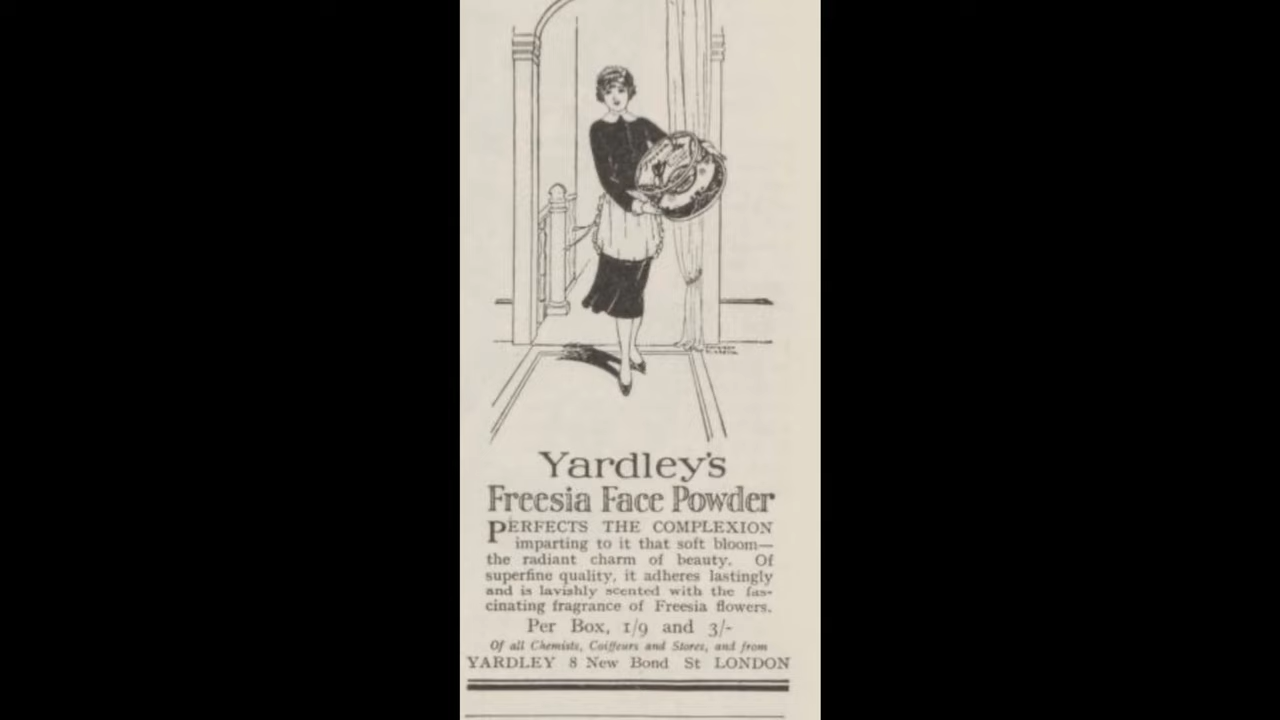 Yardley's
Freesia Face Powder
PERFECTS THE COMPLEXION
imparting to it that soft bloom—
the radiant charm of beauty. Of
superfine quality, it adheres lastingly
and is lavishly scented with the fas-
cinating fragrance of Freesia flowers.
Per Box, 1/9 and 3/-
Of all Chemists, Coiffeurs and Stores, and from
YARDLEY 8 New Bond St LONDON